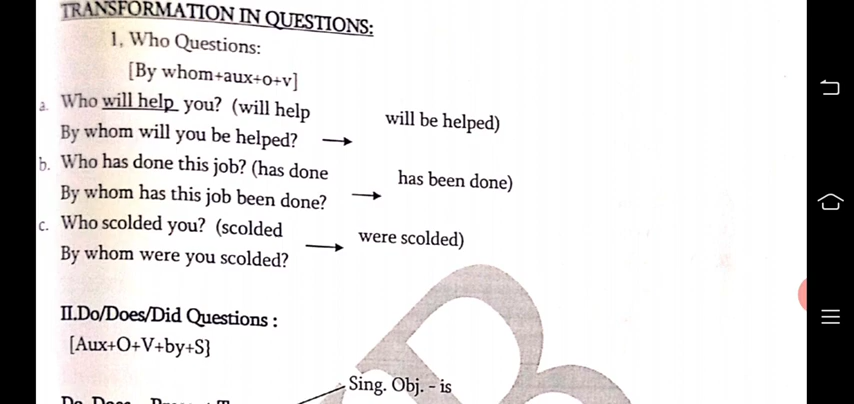 TRANSFORMATION IN QUESTIONS:
1, Who Questions:
[By whom+aux+o+v]
a. Who will help you? (will help → will be helped)
By whom will you be helped?
b. Who has done this job? (has done → has been done)
By whom has this job been done?
c. Who scolded you? (scolded → were scolded)
By whom were you scolded?
II.Do/Does/Did Questions :
[Aux+O+V+by+S}
Sing. Obj. - is